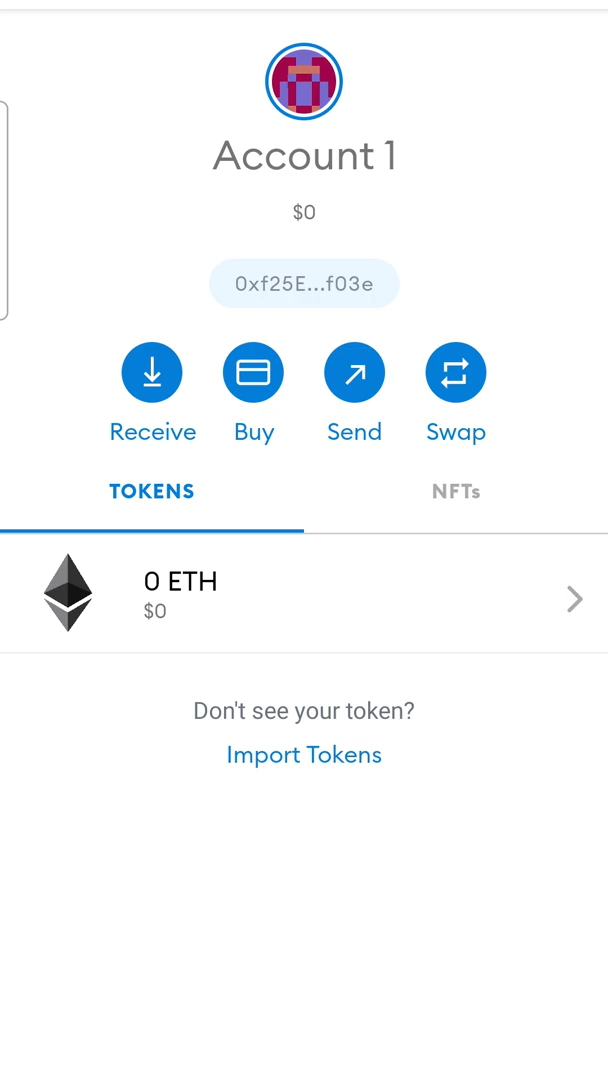 Account 1
$0
0xf25E...f03e
Receive Buy Send Swap
TOKENS NFTs
0 ETH
$0
Don't see your token?
Import Tokens